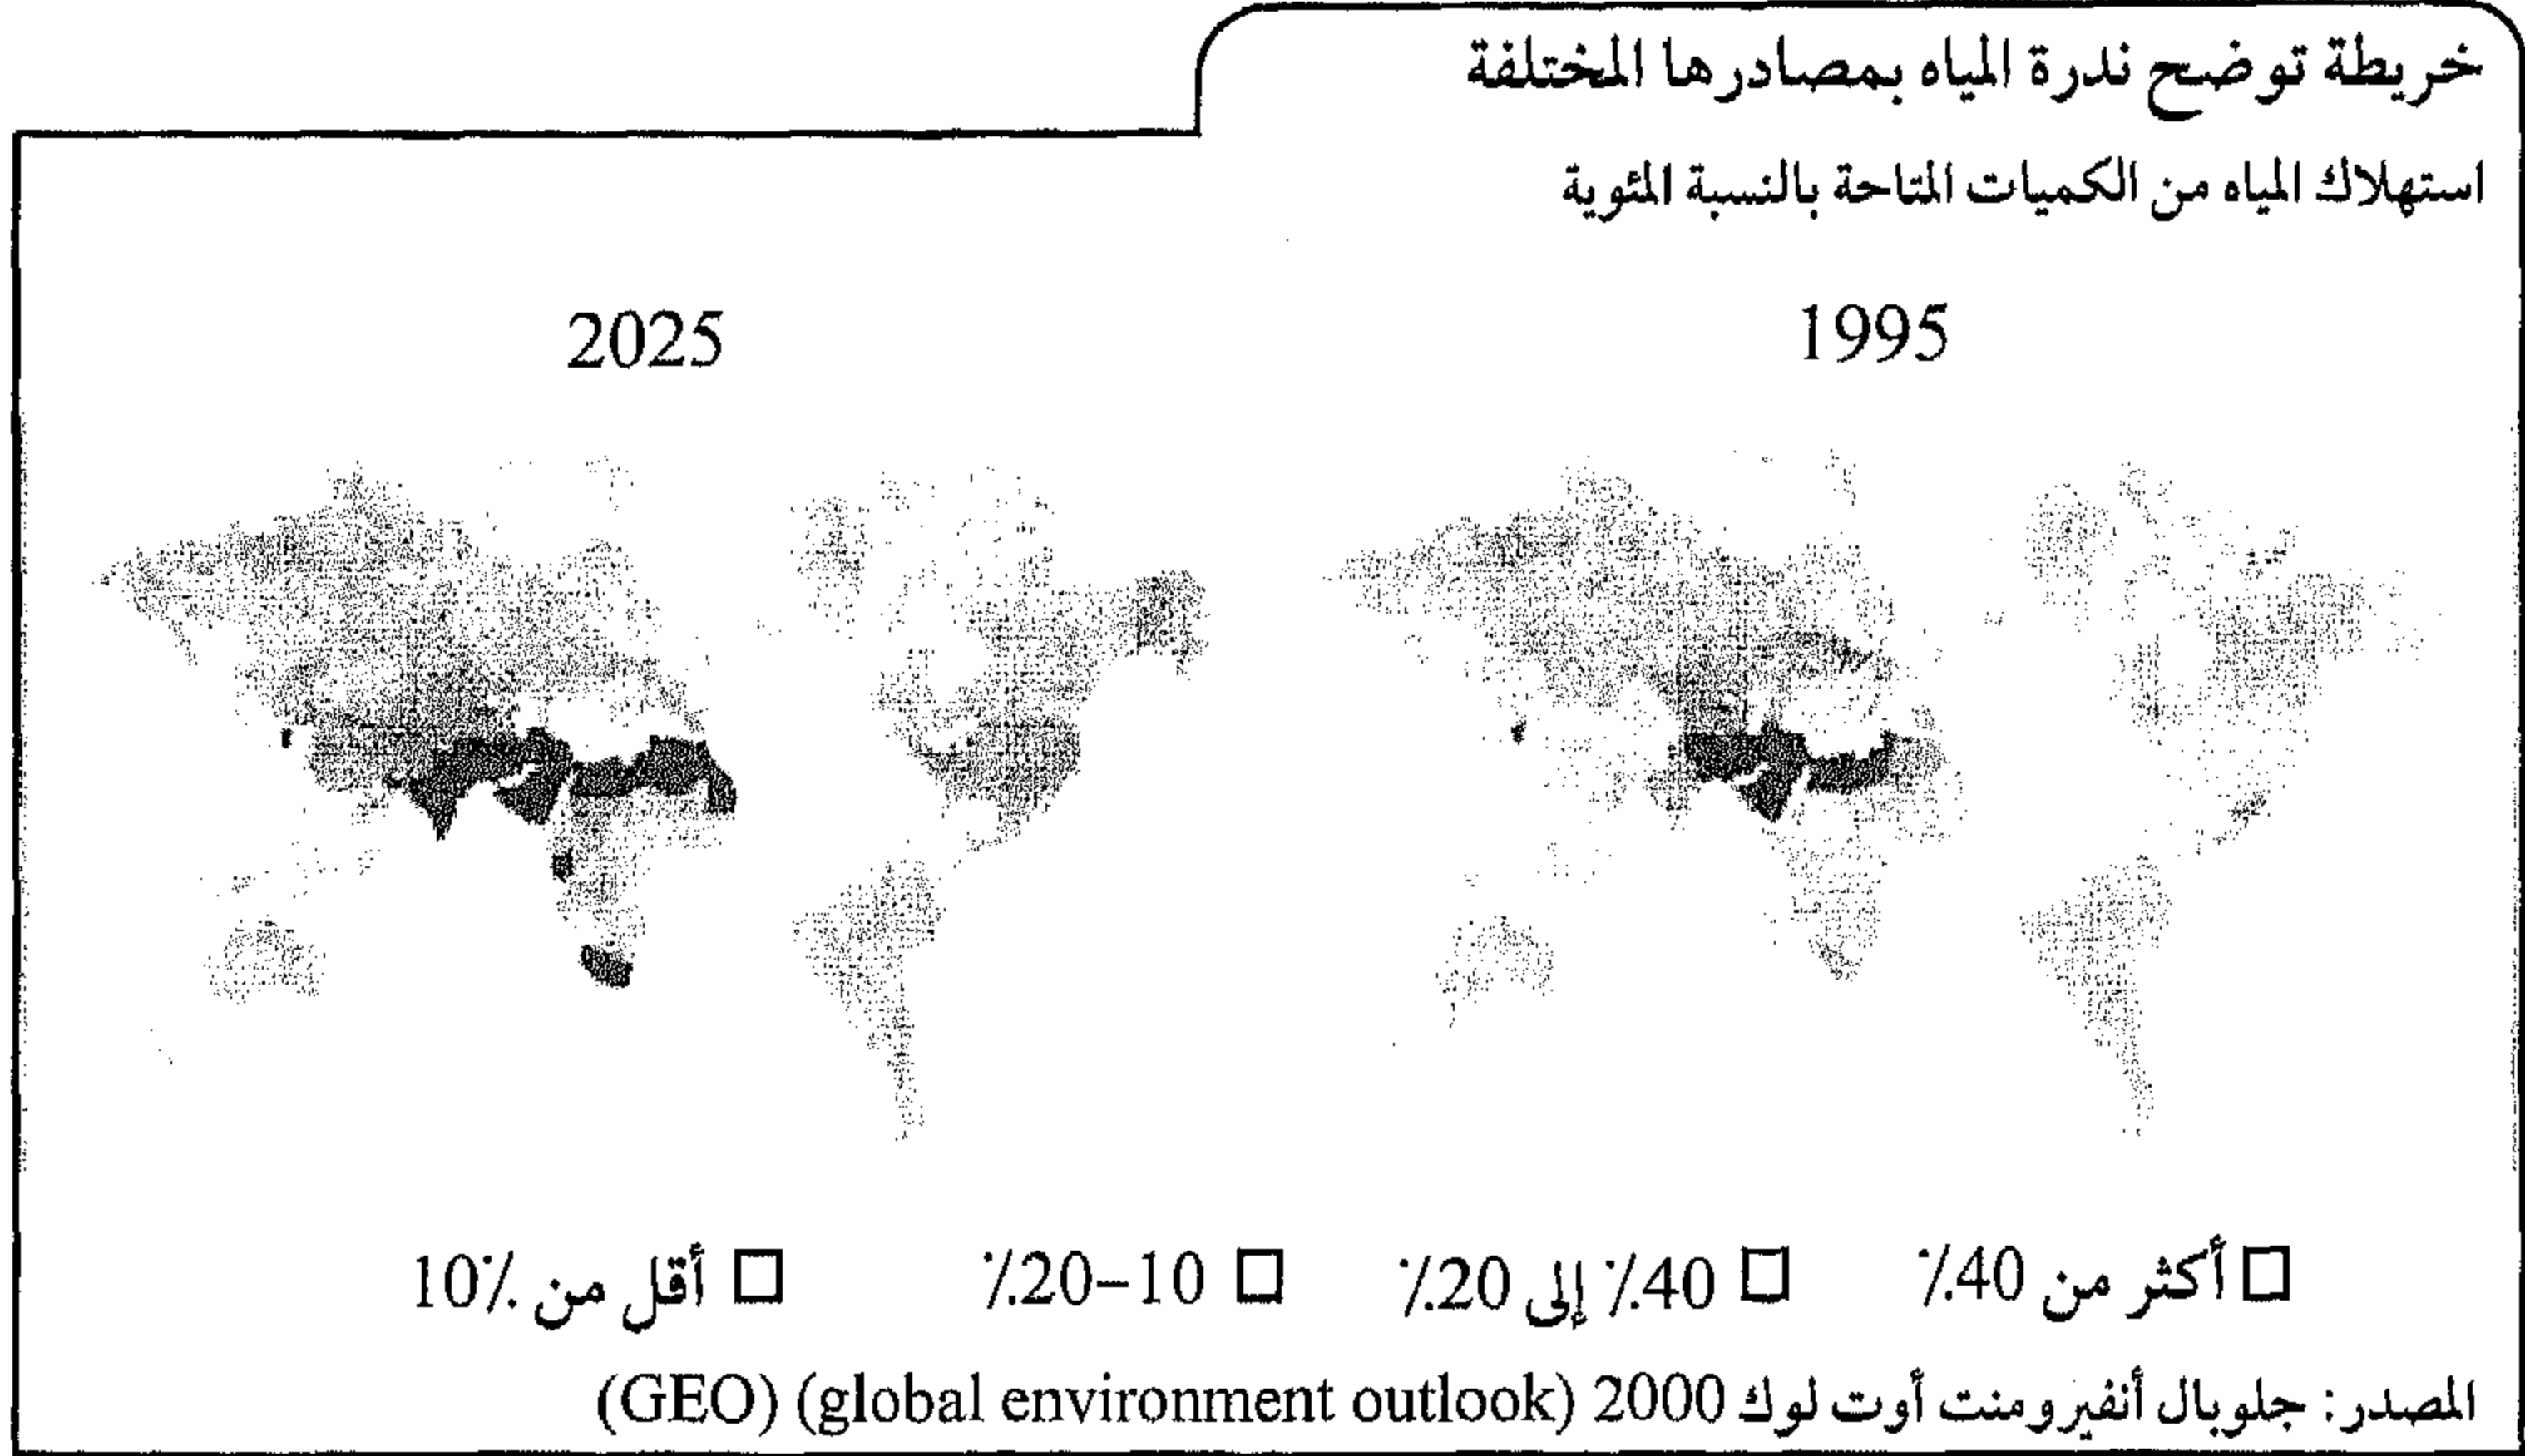 خريطة توضح ندرة المياه بمصادرها المختلفة
استهلاك المياه من الكميات المتاحة بالنسبة المئوية
1995
2025
أكثر من 40٪
40٪ إلى 20٪
10–20٪
أقل من 10٪
المصدر: جلوبال أنفيرومنت أوت لوك 2000 (global environment outlook) (GEO)